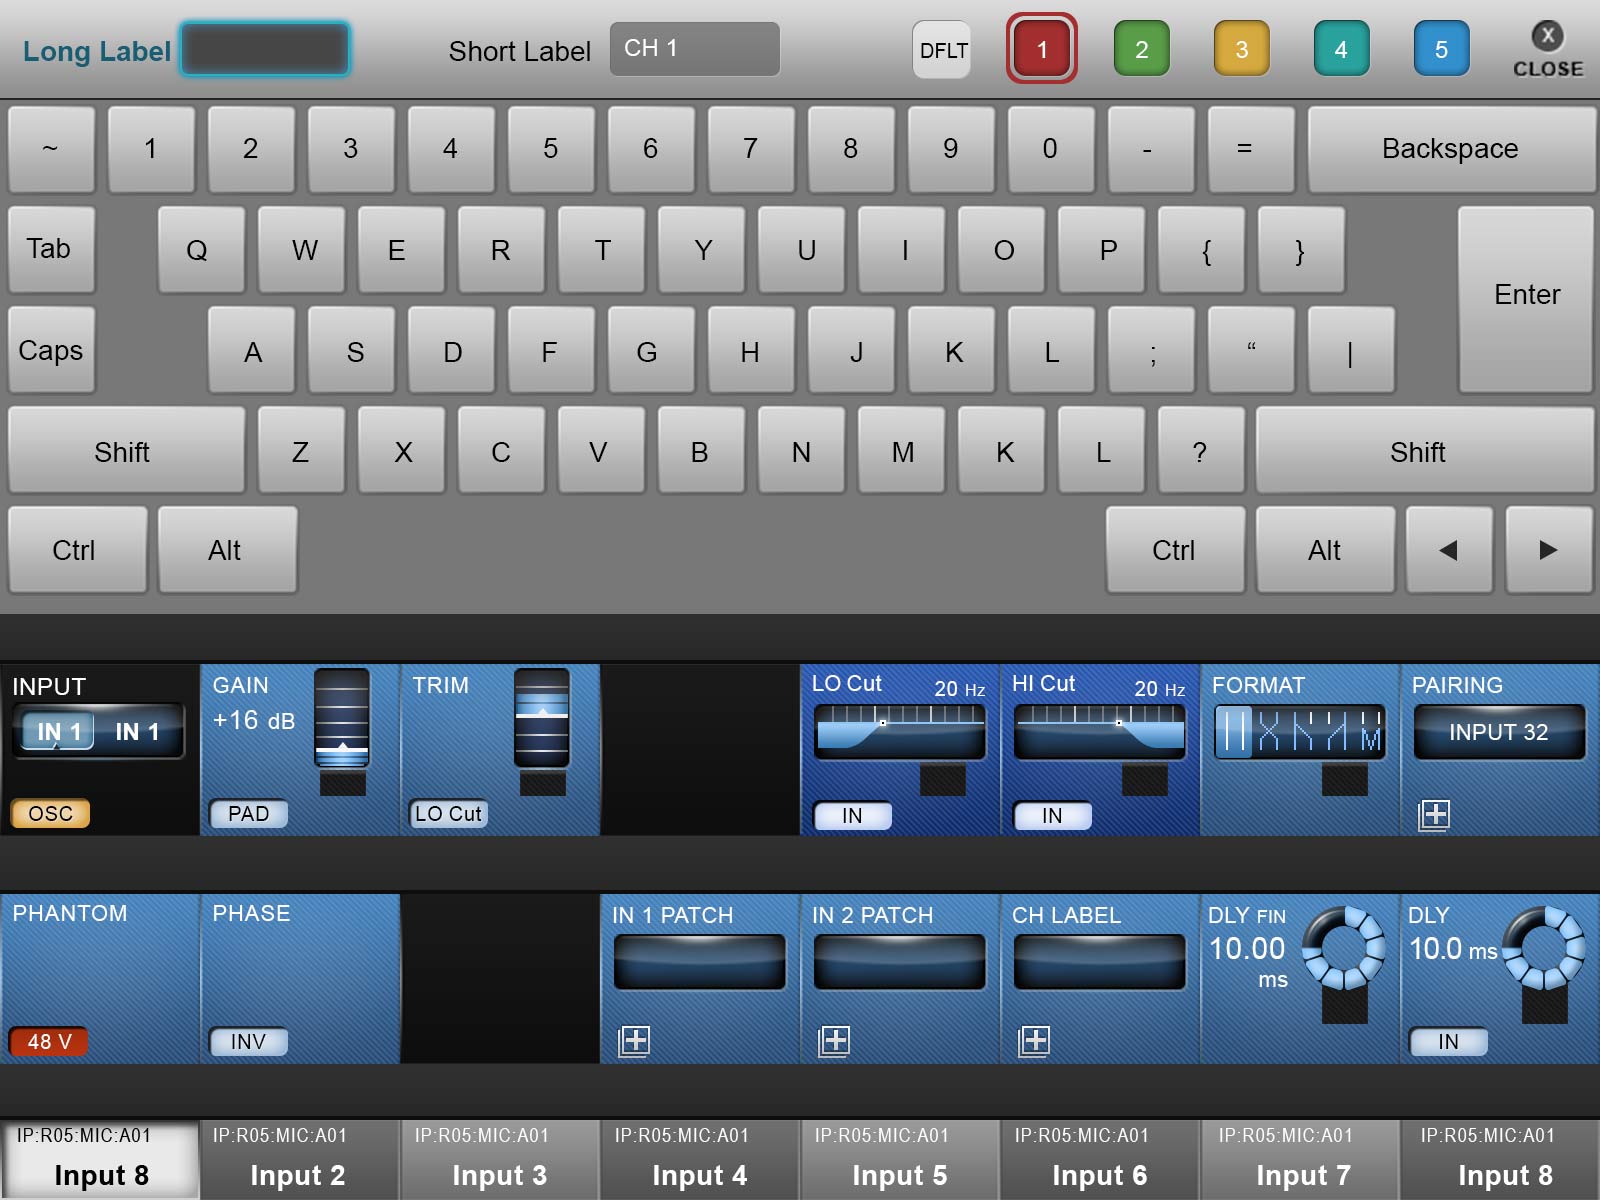 Long Label Short Label CH 1 DFLT 1 2 3 4 5 X CLOSE
~ 1 2 3 4 5 6 7 8 9 0 - = Backspace
Tab Q W E R T Y U I O P { } Enter
Caps A S D F G H J K L ; “ |
Shift Z X C V B N M K L ? Shift
Ctrl Alt Ctrl Alt ◀ ▶
INPUT
IN 1 IN 1
OSC
GAIN
+16 dB
PAD
TRIM
LO Cut
LO Cut 20 Hz
IN
HI Cut 20 Hz
IN
FORMAT
PAIRING
INPUT 32
PHANTOM
48 V
PHASE
INV
IN 1 PATCH
IN 2 PATCH
CH LABEL
DLY FIN
10.00
ms
DLY
10.0 ms
IN
IP:R05:MIC:A01 IP:R05:MIC:A01 IP:R05:MIC:A01 IP:R05:MIC:A01 IP:R05:MIC:A01 IP:R05:MIC:A01 IP:R05:MIC:A01 IP:R05:MIC:A01
Input 8 Input 2 Input 3 Input 4 Input 5 Input 6 Input 7 Input 8